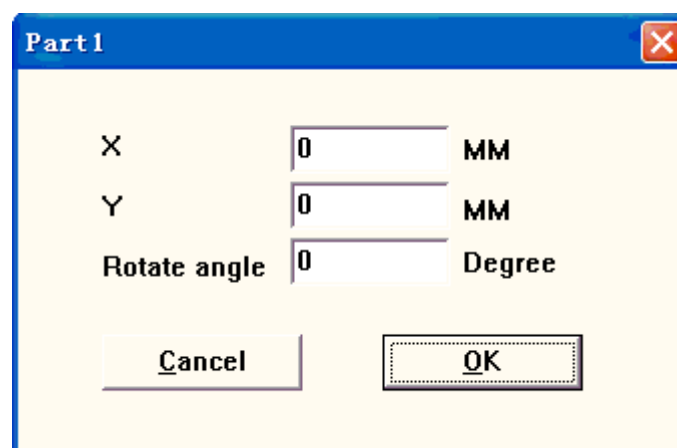 Part1
X 0 MM
Y 0 MM
Rotate angle 0 Degree
Cancel OK